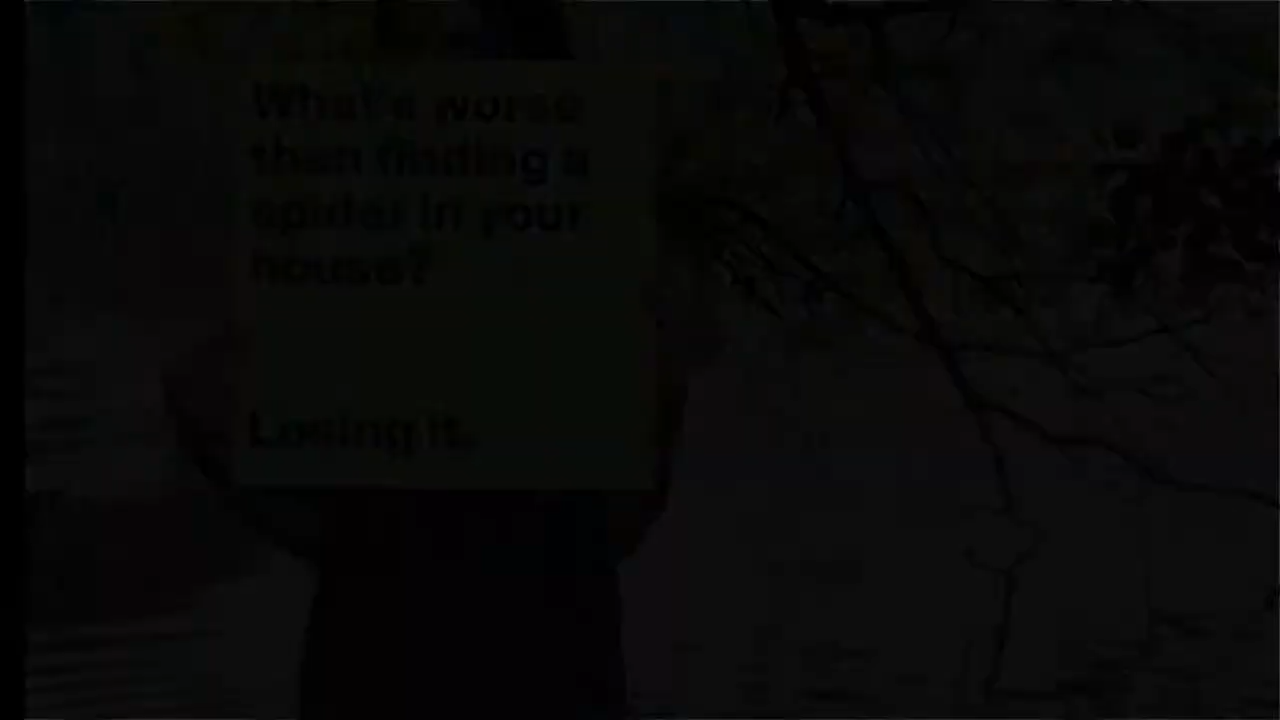 What's worse
than finding a
spider in your
house?
Losing it.